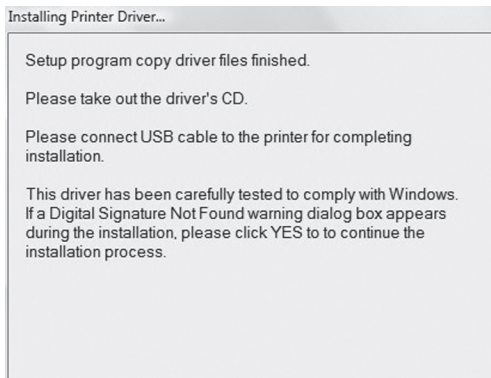 Installing Printer Driver...
Setup program copy driver files finished.
Please take out the driver's CD.
Please connect USB cable to the printer for completing
installation.
This driver has been carefully tested to comply with Windows.
If a Digital Signature Not Found warning dialog box appears
during the installation, please click YES to to continue the
installation process.